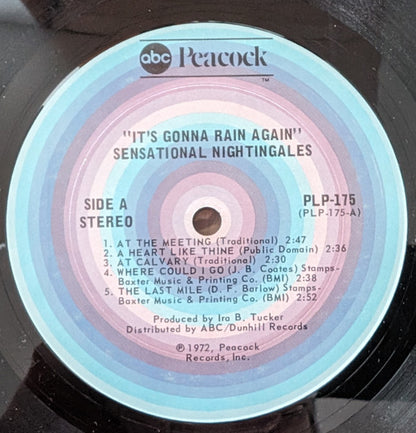 abc Peacock
TM
"IT'S GONNA RAIN AGAIN"
SENSATIONAL NIGHTINGALES
SIDE A
STEREO
PLP-175
(PLP-175-A)
1. AT THE MEETING (Traditional) 2:47
2. A HEART LIKE THINE (Public Domain) 2:36
3. AT CALVARY (Traditional) 2:30
4. WHERE COULD I GO (J. B. Coates) Stamps-
Baxter Music & Printing Co. (BMI) 2:38
5. THE LAST MILE (D. F. Barlow) Stamps-
Baxter Music & Printing Co. (BMI) 2:52
Produced by Ira B. Tucker
Distributed by ABC/Dunhill Records
℗ 1972, Peacock
Records, Inc.